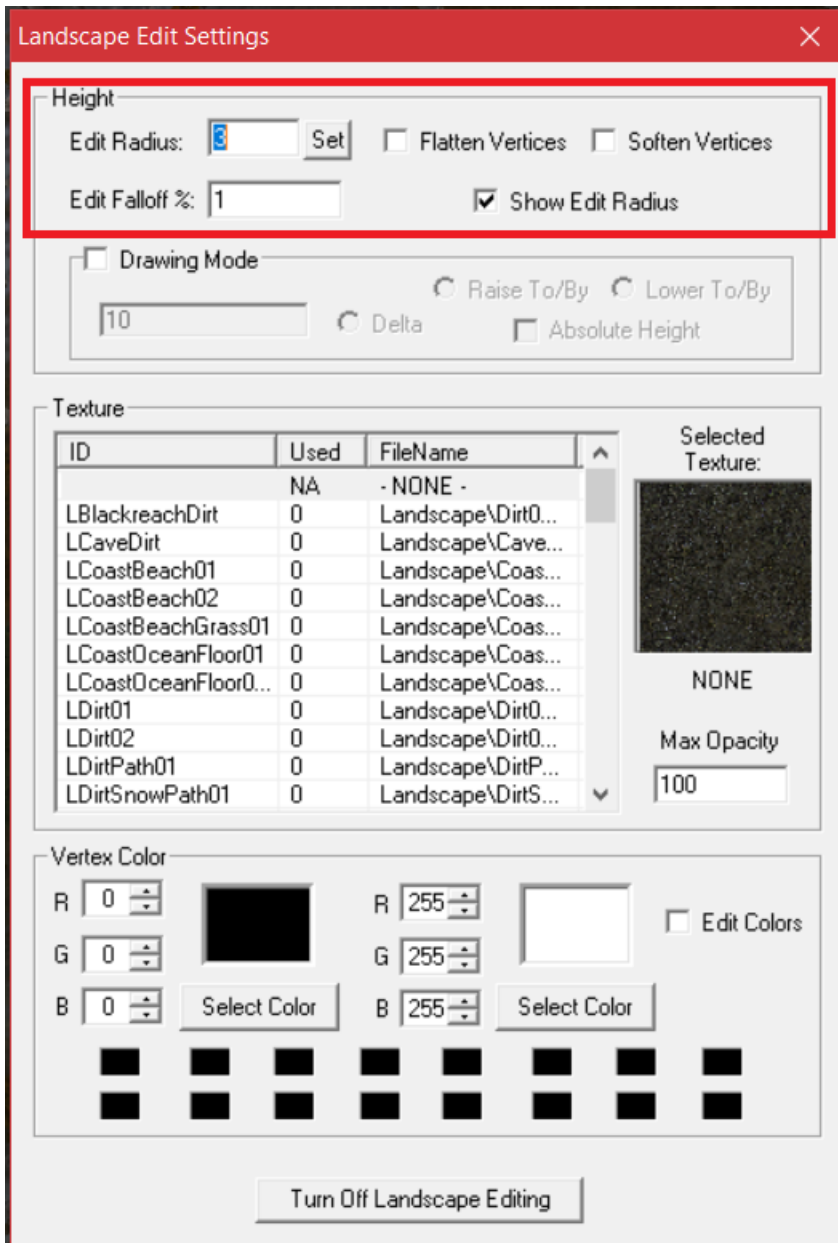 Landscape Edit Settings
Height
Edit Radius: 3 Set Flatten Vertices Soften Vertices
Edit Falloff %: 1 Show Edit Radius
Drawing Mode
Raise To/By Lower To/By
10 Delta Absolute Height
Texture
ID Used FileName
NA - NONE -
LBlackreachDirt 0 Landscape\Dirt0...
LCaveDirt 0 Landscape\Cave...
LCoastBeach01 0 Landscape\Coas...
LCoastBeach02 0 Landscape\Coas...
LCoastBeachGrass01 0 Landscape\Coas...
LCoastOceanFloor01 0 Landscape\Coas...
LCoastOceanFloor0... 0 Landscape\Coas...
LDirt01 0 Landscape\Dirt0...
LDirt02 0 Landscape\Dirt0...
LDirtPath01 0 Landscape\DirtP...
LDirtSnowPath01 0 Landscape\DirtS...
Selected
Texture:
NONE
Max Opacity
100
Vertex Color
R 0 R 255 Edit Colors
G 0 G 255
B 0 Select Color B 255 Select Color
Turn Off Landscape Editing